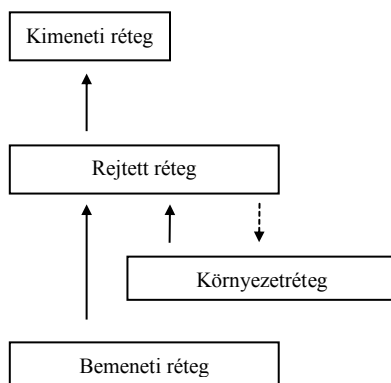 Kimeneti réteg
Rejtett réteg
Környezetréteg
Bemeneti réteg